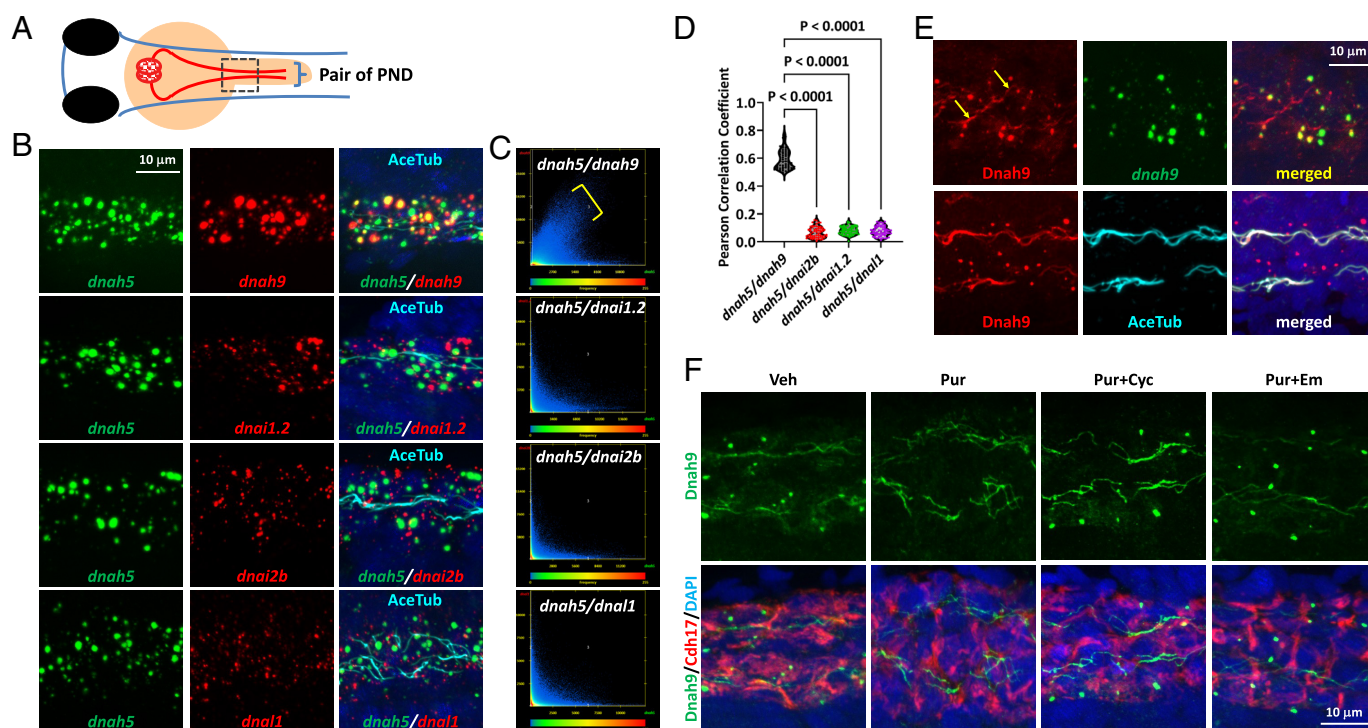 A
Pair of PND
B
10 μm
AceTub
dnah5
dnah9
dnah5/dnah9
AceTub
dnah5
dnai1.2
dnah5/dnai1.2
AceTub
dnah5
dnai2b
dnah5/dnai2b
AceTub
dnah5
dnal1
dnah5/dnal1
C
dnah5/dnah9
dnah5/dnai1.2
dnah5/dnai2b
dnah5/dnal1
D
P < 0.0001
P < 0.0001
P < 0.0001
Pearson Correlation Coefficient
1.0
0.8
0.6
0.4
0.2
0.0
dnah5/dnah9
dnah5/dnai2b
dnah5/dnai1.2
dnah5/dnal1
E
10 μm
Dnah9
dnah9
merged
Dnah9
AceTub
merged
F
Veh
Pur
Pur+Cyc
Pur+Em
Dnah9
Dnah9/Cdh17/DAPI
10 μm